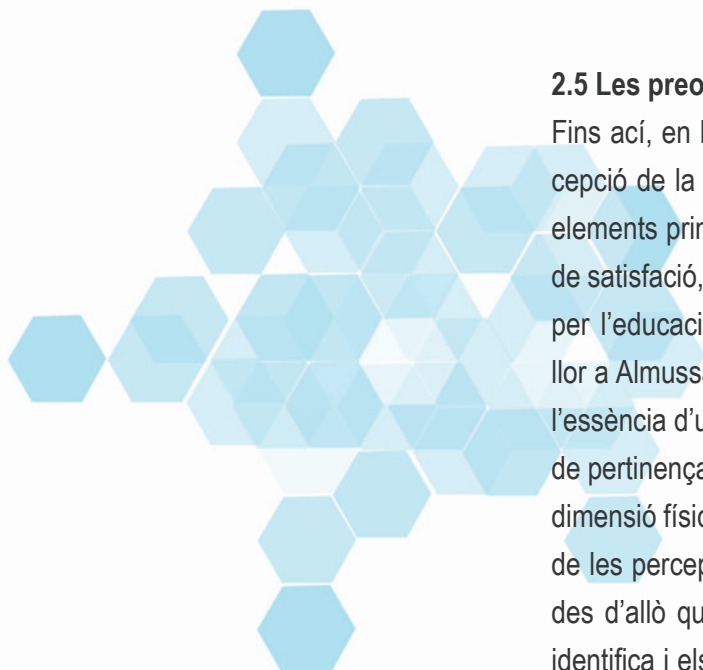 2.5 Les preo
Fins ací, en l
cepció de la
elements prin
de satisfació,
per l'educaci
llor a Almussa
l'essència d'u
de pertinença
dimensió físic
de les percep
des d'allò qu
identifica i els